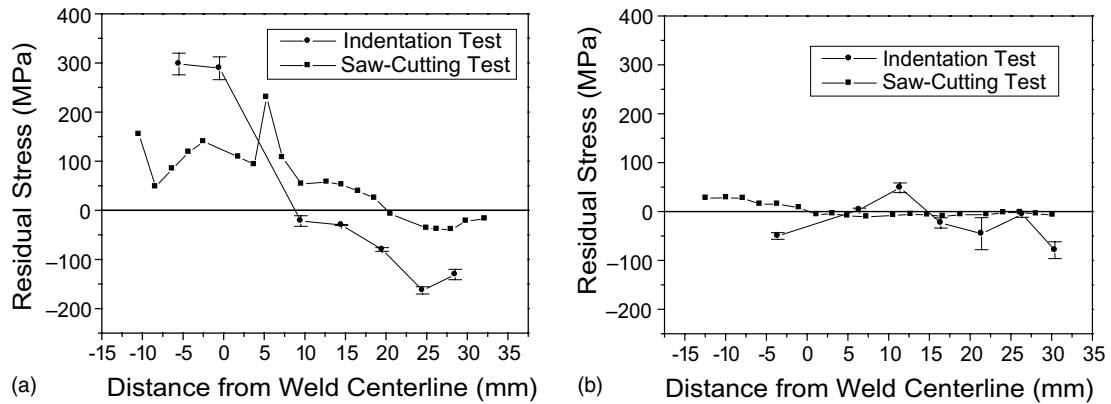 400
300
200
100
0
−100
−200
Residual Stress (MPa)
Indentation Test
Saw-Cutting Test
-15 -10 -5 0 5 10 15 20 25 30 35
(a) Distance from Weld Centerline (mm)
400
300
200
100
0
−100
−200
Residual Stress (MPa)
Indentation Test
Saw-Cutting Test
-15 -10 -5 0 5 10 15 20 25 30 35
(b) Distance from Weld Centerline (mm)